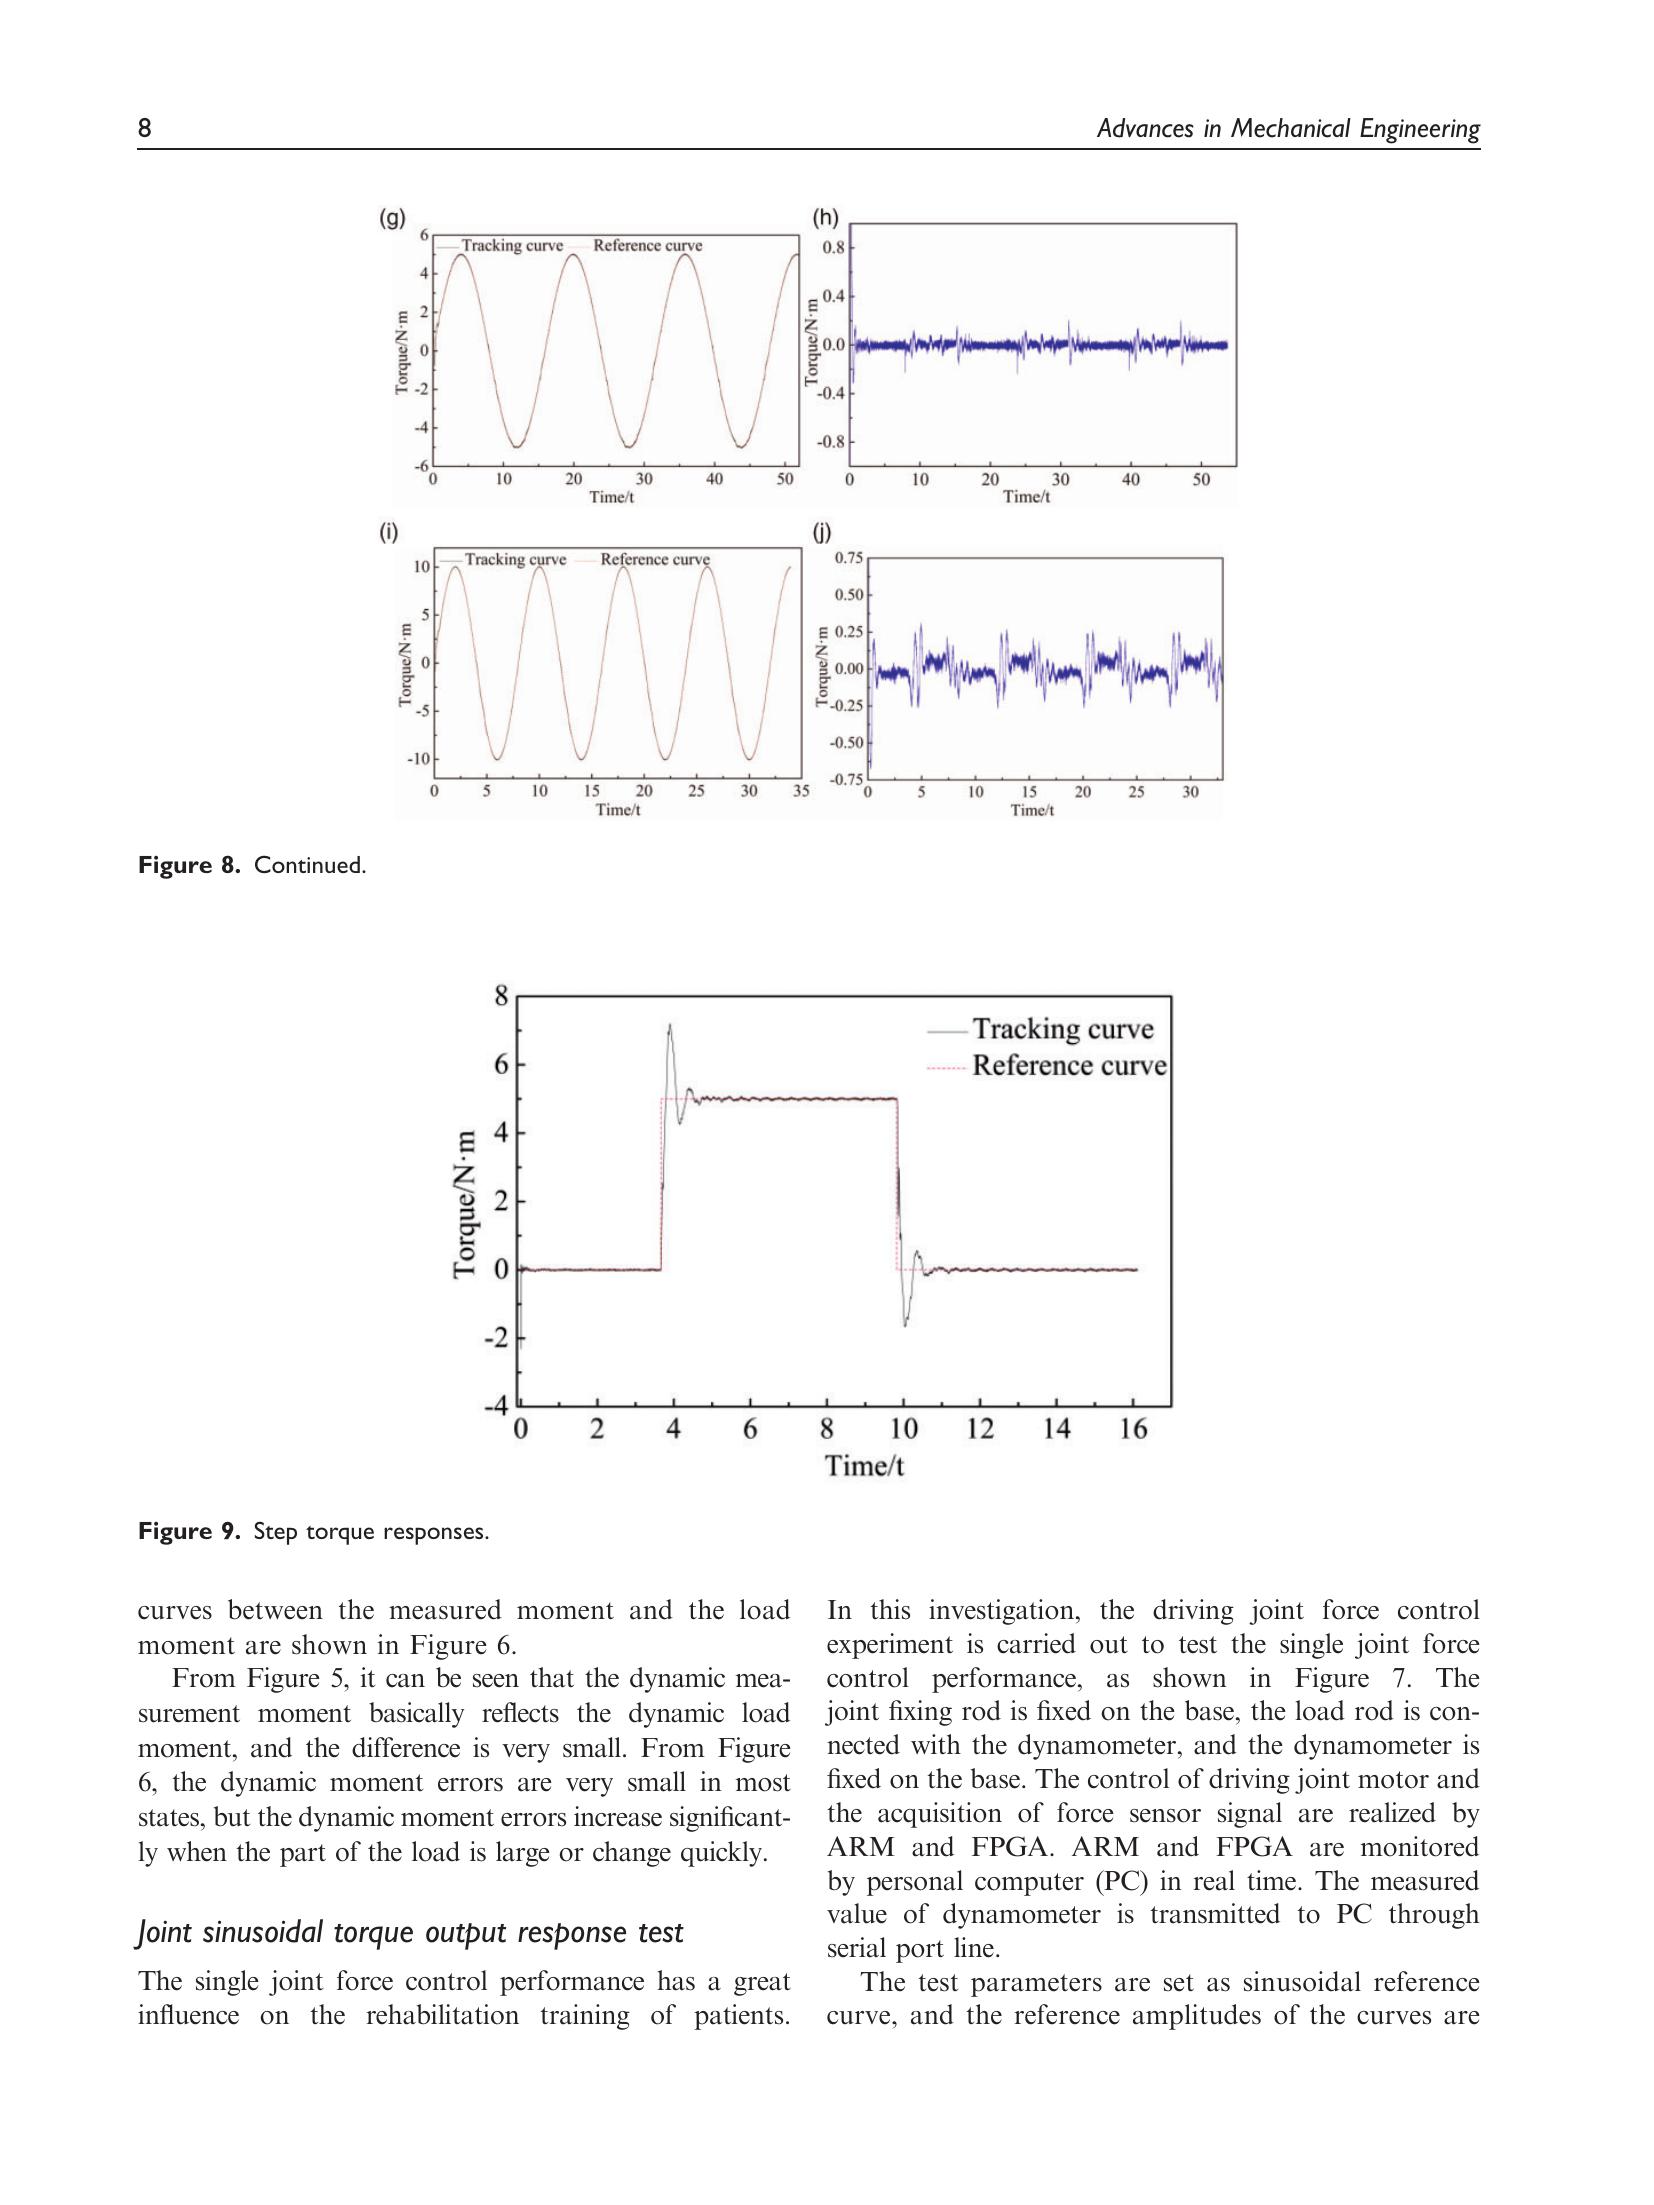 8
Advances in Mechanical Engineering
(g)
6
4
2
0
-2
-4
-6
Torque/N·m
Tracking curve
Reference curve
0 10 20 30 40 50
Time/t
(h)
0.8
0.4
0.0
-0.4
-0.8
Torque/N·m
0 10 20 30 40 50
Time/t
(i)
10
5
0
-5
-10
Torque/N·m
Tracking curve
Reference curve
0 5 10 15 20 25 30 35
Time/t
(j)
0.75
0.50
0.25
0.00
-0.25
-0.50
-0.75
Torque/N·m
0 5 10 15 20 25 30
Time/t
Figure 8. Continued.
8
6
4
2
0
-2
-4
Torque/N·m
Tracking curve
Reference curve
0 2 4 6 8 10 12 14 16
Time/t
Figure 9. Step torque responses.
curves between the measured moment and the load
moment are shown in Figure 6.
From Figure 5, it can be seen that the dynamic mea-
surement moment basically reflects the dynamic load
moment, and the difference is very small. From Figure
6, the dynamic moment errors are very small in most
states, but the dynamic moment errors increase significant-
ly when the part of the load is large or change quickly.
Joint sinusoidal torque output response test
The single joint force control performance has a great
influence on the rehabilitation training of patients.
In this investigation, the driving joint force control
experiment is carried out to test the single joint force
control performance, as shown in Figure 7. The
joint fixing rod is fixed on the base, the load rod is con-
nected with the dynamometer, and the dynamometer is
fixed on the base. The control of driving joint motor and
the acquisition of force sensor signal are realized by
ARM and FPGA. ARM and FPGA are monitored
by personal computer (PC) in real time. The measured
value of dynamometer is transmitted to PC through
serial port line.
The test parameters are set as sinusoidal reference
curve, and the reference amplitudes of the curves are